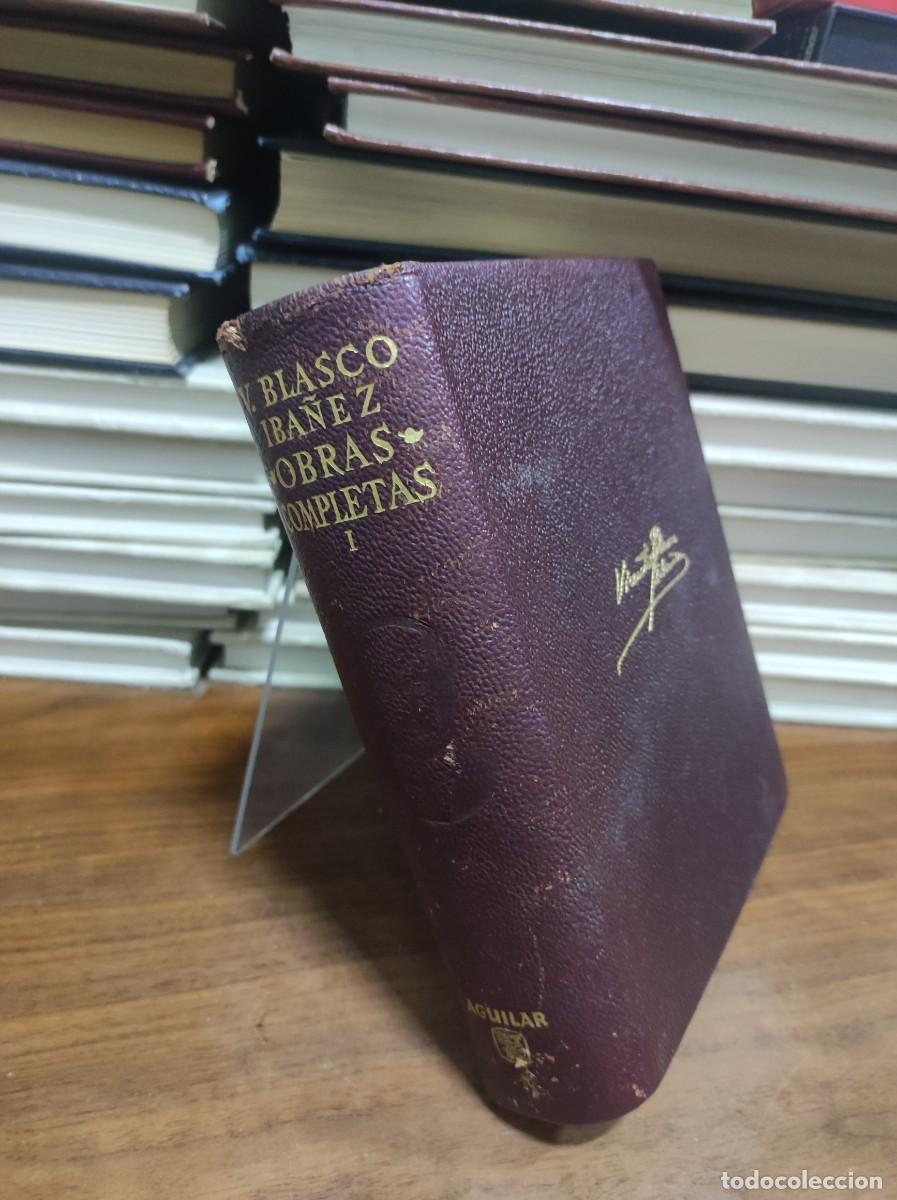 V. BLASCO
IBAÑEZ
OBRAS
COMPLETAS
I
AGUILAR
todocoleccion